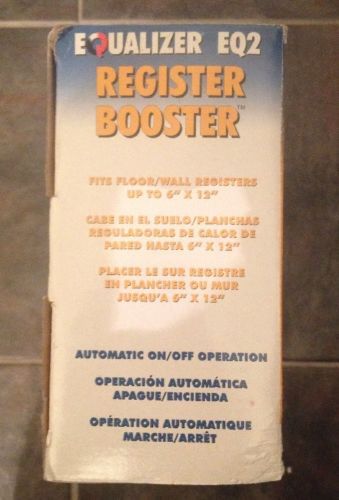 EQUALIZER EQ2
REGISTER
BOOSTER™
FITS FLOOR/WALL REGISTERS
UP TO 6" X 12"
CABE EN EL SUELO/PLANCHAS
REGULADORAS DE CALOR DE
PARED HASTA 6" X 12"
PLACER LE SUR REGISTRE
EN PLANCHER OU MUR
JUSQU'A 6" X 12"
AUTOMATIC ON/OFF OPERATION
OPERACIÓN AUTOMÁTICA
APAGUE/ENCIENDA
OPÉRATION AUTOMATIQUE
MARCHE/ARRÊT